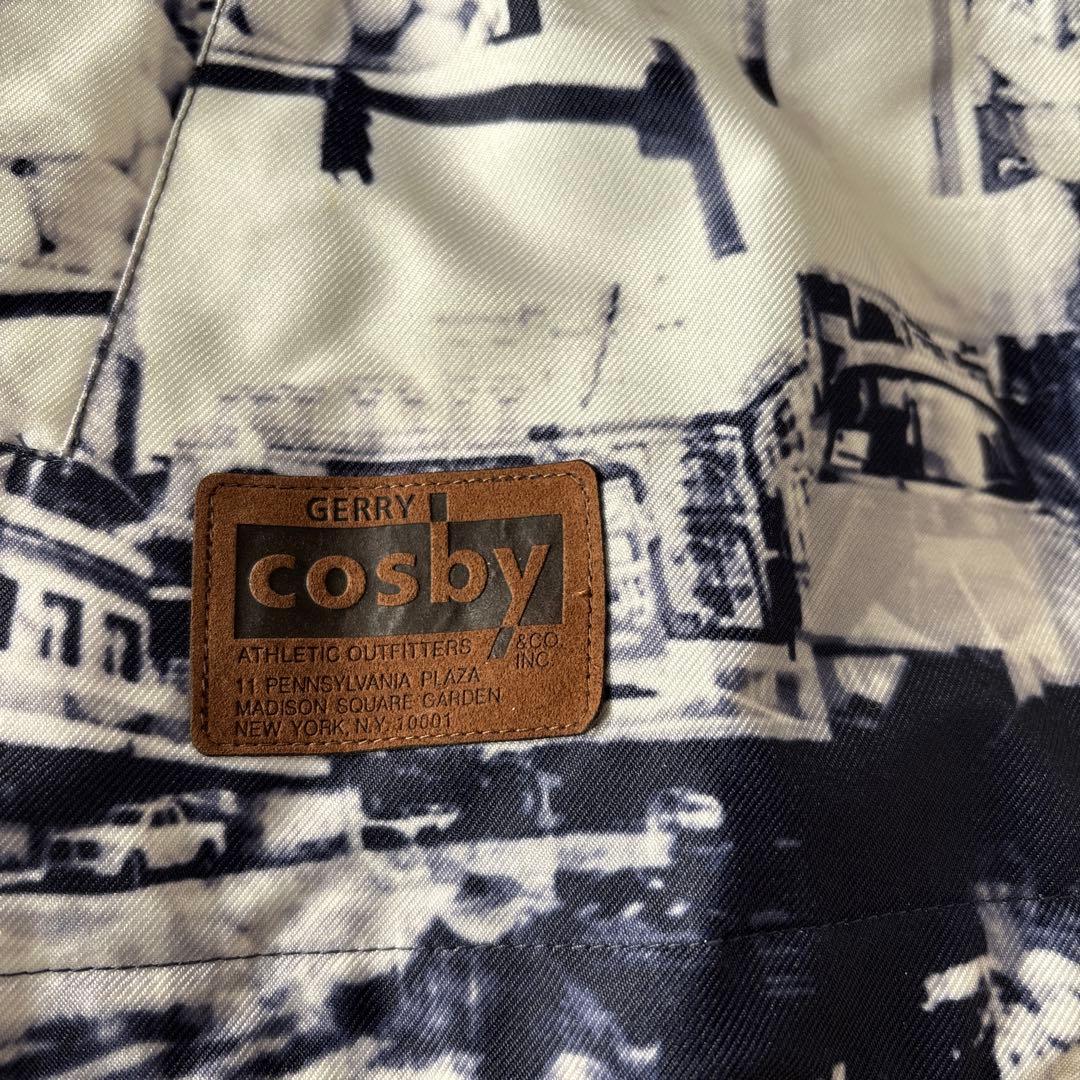 GERRY
cosby
ATHLETIC OUTFITTERS &CO.
INC.
11 PENNSYLVANIA PLAZA
MADISON SQUARE GARDEN
NEW YORK, N.Y. 10001